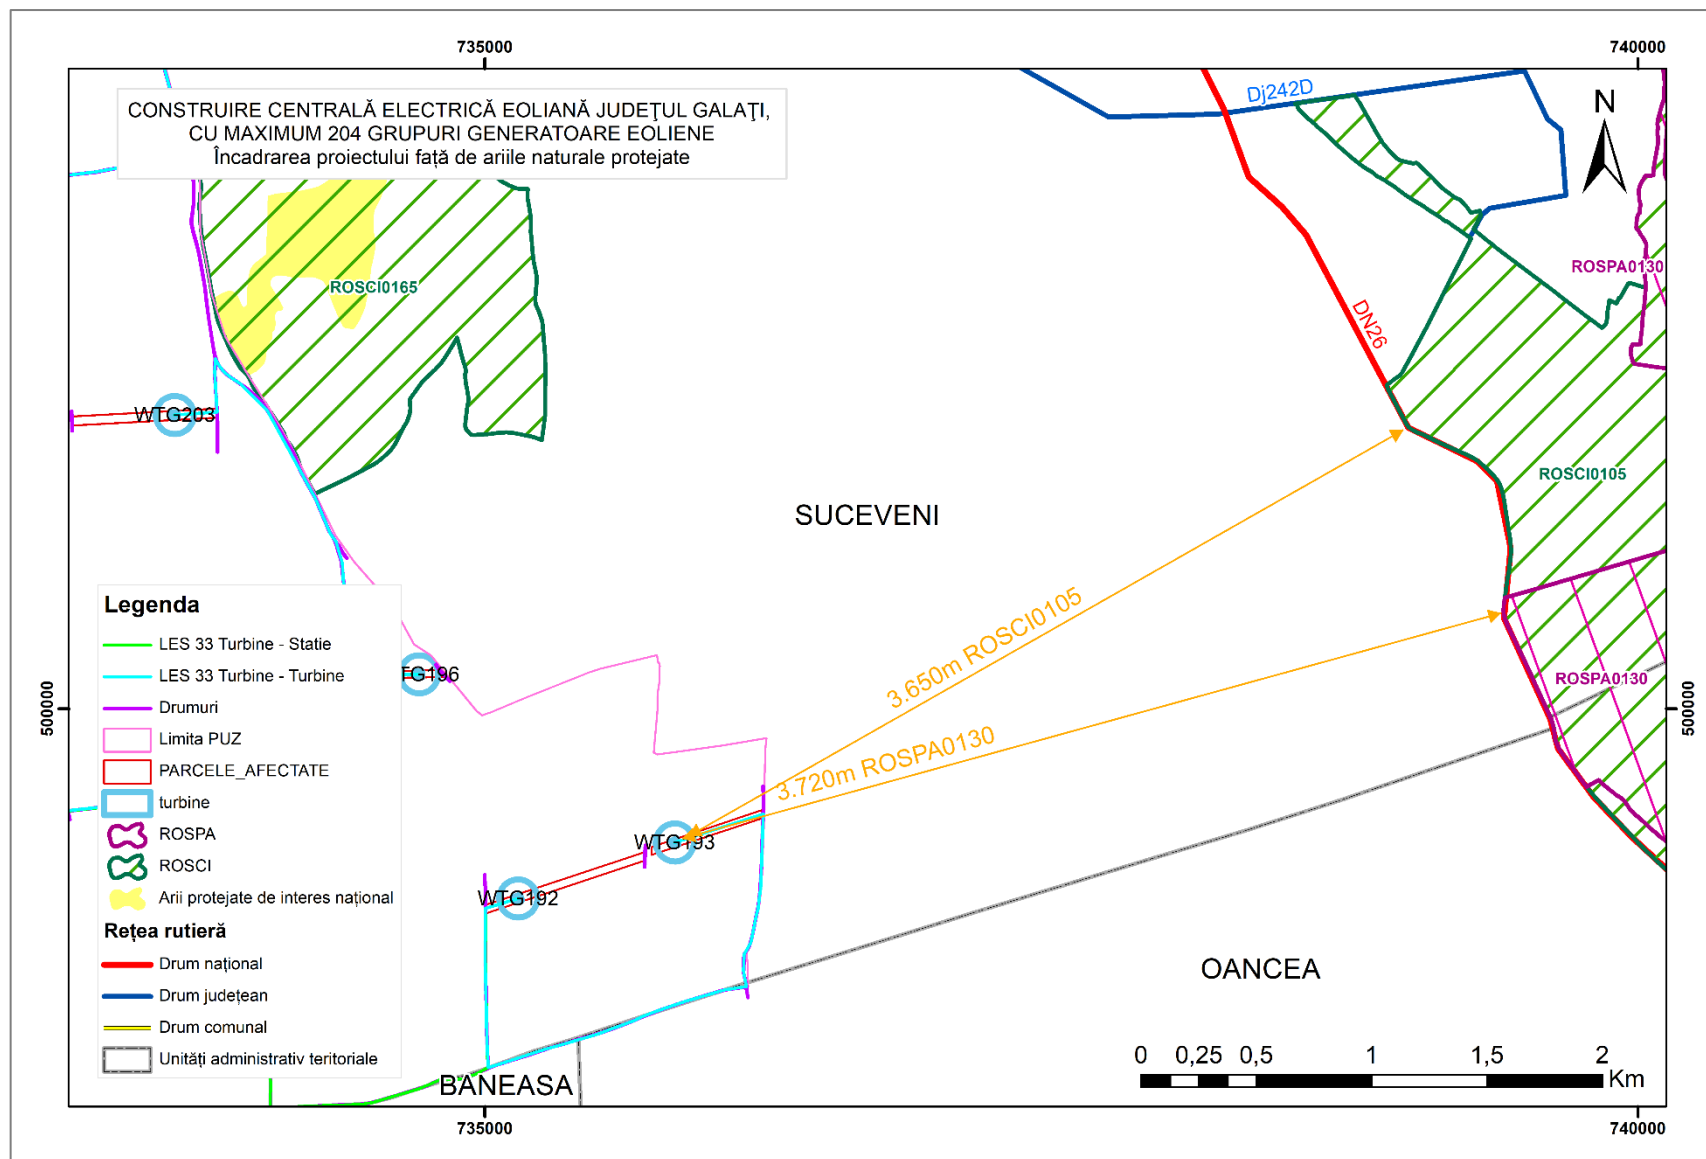 735000
740000
CONSTRUIRE CENTRALĂ ELECTRICĂ EOLIANĂ JUDEŢUL GALAŢI,
CU MAXIMUM 204 GRUPURI GENERATOARE EOLIENE
Încadrarea proiectului față de ariile naturale protejate
Dj242D
N
ROSPA0130
ROSCI0165
DN26
WTG203
ROSCI0105
SUCEVENI
3.650m ROSCI0105
TG196
ROSPA0130
500000
500000
3.720m ROSPA0130
WTG193
WTG192
OANCEA
BANEASA
Legenda
LES 33 Turbine - Statie
LES 33 Turbine - Turbine
Drumuri
Limita PUZ
PARCELE_AFECTATE
turbine
ROSPA
ROSCI
Arii protejate de interes național
Rețea rutieră
Drum național
Drum județean
Drum comunal
Unități administrativ teritoriale
0 0,25 0,5 1 1,5 2
Km
735000
740000